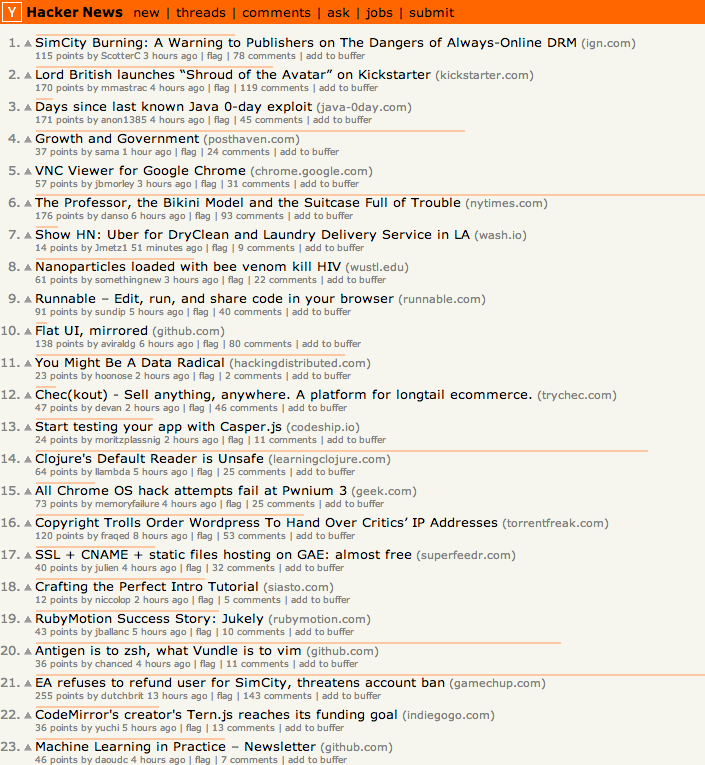 Y Hacker News new | threads | comments | ask | jobs | submit
1. SimCity Burning: A Warning to Publishers on The Dangers of Always-Online DRM (ign.com)
115 points by ScotterC 3 hours ago | flag | 78 comments | add to buffer
2. Lord British launches “Shroud of the Avatar” on Kickstarter (kickstarter.com)
170 points by mmastrac 4 hours ago | flag | 119 comments | add to buffer
3. Days since last known Java 0-day exploit (java-0day.com)
171 points by anon1385 4 hours ago | flag | 45 comments | add to buffer
4. Growth and Government (posthaven.com)
37 points by sama 1 hour ago | flag | 24 comments | add to buffer
5. VNC Viewer for Google Chrome (chrome.google.com)
57 points by jbmorley 3 hours ago | flag | 31 comments | add to buffer
6. The Professor, the Bikini Model and the Suitcase Full of Trouble (nytimes.com)
176 points by danso 6 hours ago | flag | 93 comments | add to buffer
7. Show HN: Uber for DryClean and Laundry Delivery Service in LA (wash.io)
14 points by Jmetz1 51 minutes ago | flag | 9 comments | add to buffer
8. Nanoparticles loaded with bee venom kill HIV (wustl.edu)
61 points by somethingnew 3 hours ago | flag | 22 comments | add to buffer
9. Runnable – Edit, run, and share code in your browser (runnable.com)
91 points by sundip 5 hours ago | flag | 40 comments | add to buffer
10. Flat UI, mirrored (github.com)
138 points by aviraldg 6 hours ago | flag | 80 comments | add to buffer
11. You Might Be A Data Radical (hackingdistributed.com)
23 points by hoonose 2 hours ago | flag | 2 comments | add to buffer
12. Chec(kout) - Sell anything, anywhere. A platform for longtail ecommerce. (trychec.com)
47 points by devan 2 hours ago | flag | 46 comments | add to buffer
13. Start testing your app with Casper.js (codeship.io)
24 points by moritzplassnig 2 hours ago | flag | 11 comments | add to buffer
14. Clojure's Default Reader is Unsafe (learningclojure.com)
64 points by llambda 5 hours ago | flag | 25 comments | add to buffer
15. All Chrome OS hack attempts fail at Pwnium 3 (geek.com)
73 points by memoryfailure 4 hours ago | flag | 25 comments | add to buffer
16. Copyright Trolls Order Wordpress To Hand Over Critics’ IP Addresses (torrentfreak.com)
120 points by fraqed 8 hours ago | flag | 53 comments | add to buffer
17. SSL + CNAME + static files hosting on GAE: almost free (superfeedr.com)
40 points by julien 4 hours ago | flag | 32 comments | add to buffer
18. Crafting the Perfect Intro Tutorial (siasto.com)
12 points by niccolop 2 hours ago | flag | 5 comments | add to buffer
19. RubyMotion Success Story: Jukely (rubymotion.com)
43 points by jballanc 5 hours ago | flag | 10 comments | add to buffer
20. Antigen is to zsh, what Vundle is to vim (github.com)
36 points by chanced 4 hours ago | flag | 11 comments | add to buffer
21. EA refuses to refund user for SimCity, threatens account ban (gamechup.com)
255 points by dutchbrit 13 hours ago | flag | 143 comments | add to buffer
22. CodeMirror's creator's Tern.js reaches its funding goal (indiegogo.com)
36 points by yuchi 5 hours ago | flag | 13 comments | add to buffer
23. Machine Learning in Practice – Newsletter (github.com)
46 points by daoudc 4 hours ago | flag | 7 comments | add to buffer